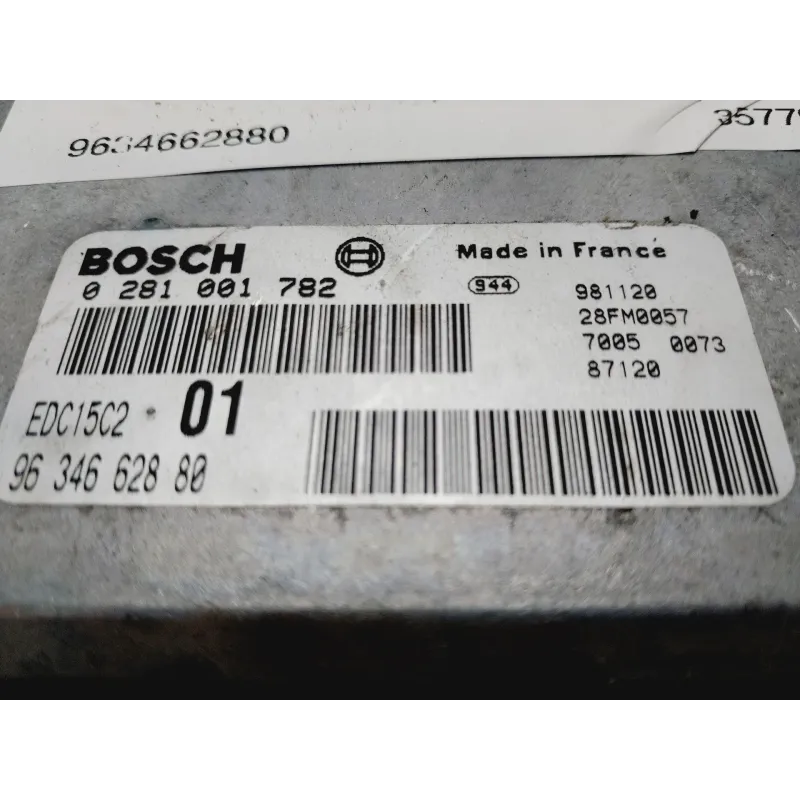 9634662880
BOSCH
Made in France
0 281 001 782
944
981120
28FM0057
7005 0073
87120
EDC15C2 · 01
96 346 628 80